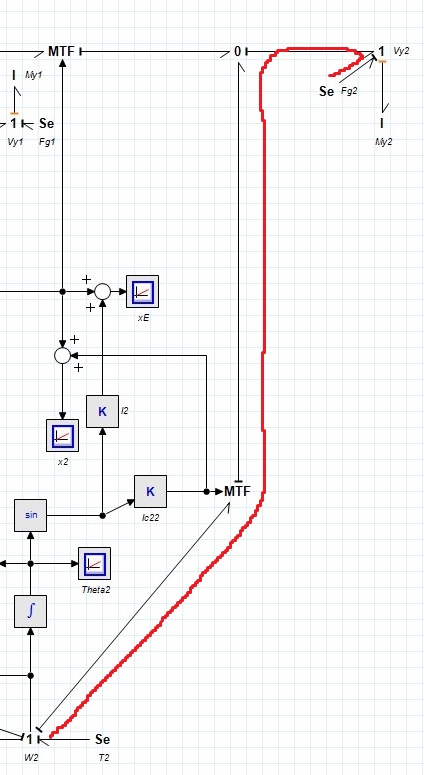 MTF 0 1 Vy2
I My1
Se Fg2
1 Se I
Vy1 Fg1 My2
+
+
xE
+
+
K l2
x2
K MTF
sin lc22
Theta2
∫
1 Se
W2 T2